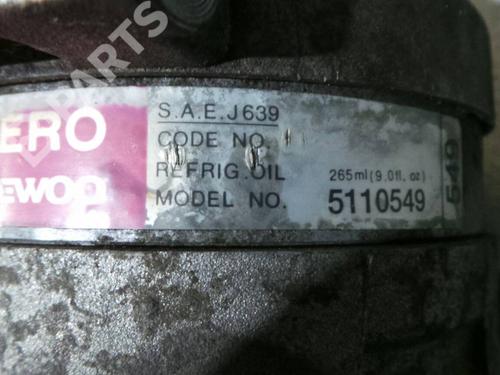 ERO
EWOO
S.A.E.J639
CODE NO.
REFRIG.OIL 265ml(9.0fl. oz)
MODEL NO. 5110549
549
PARTS